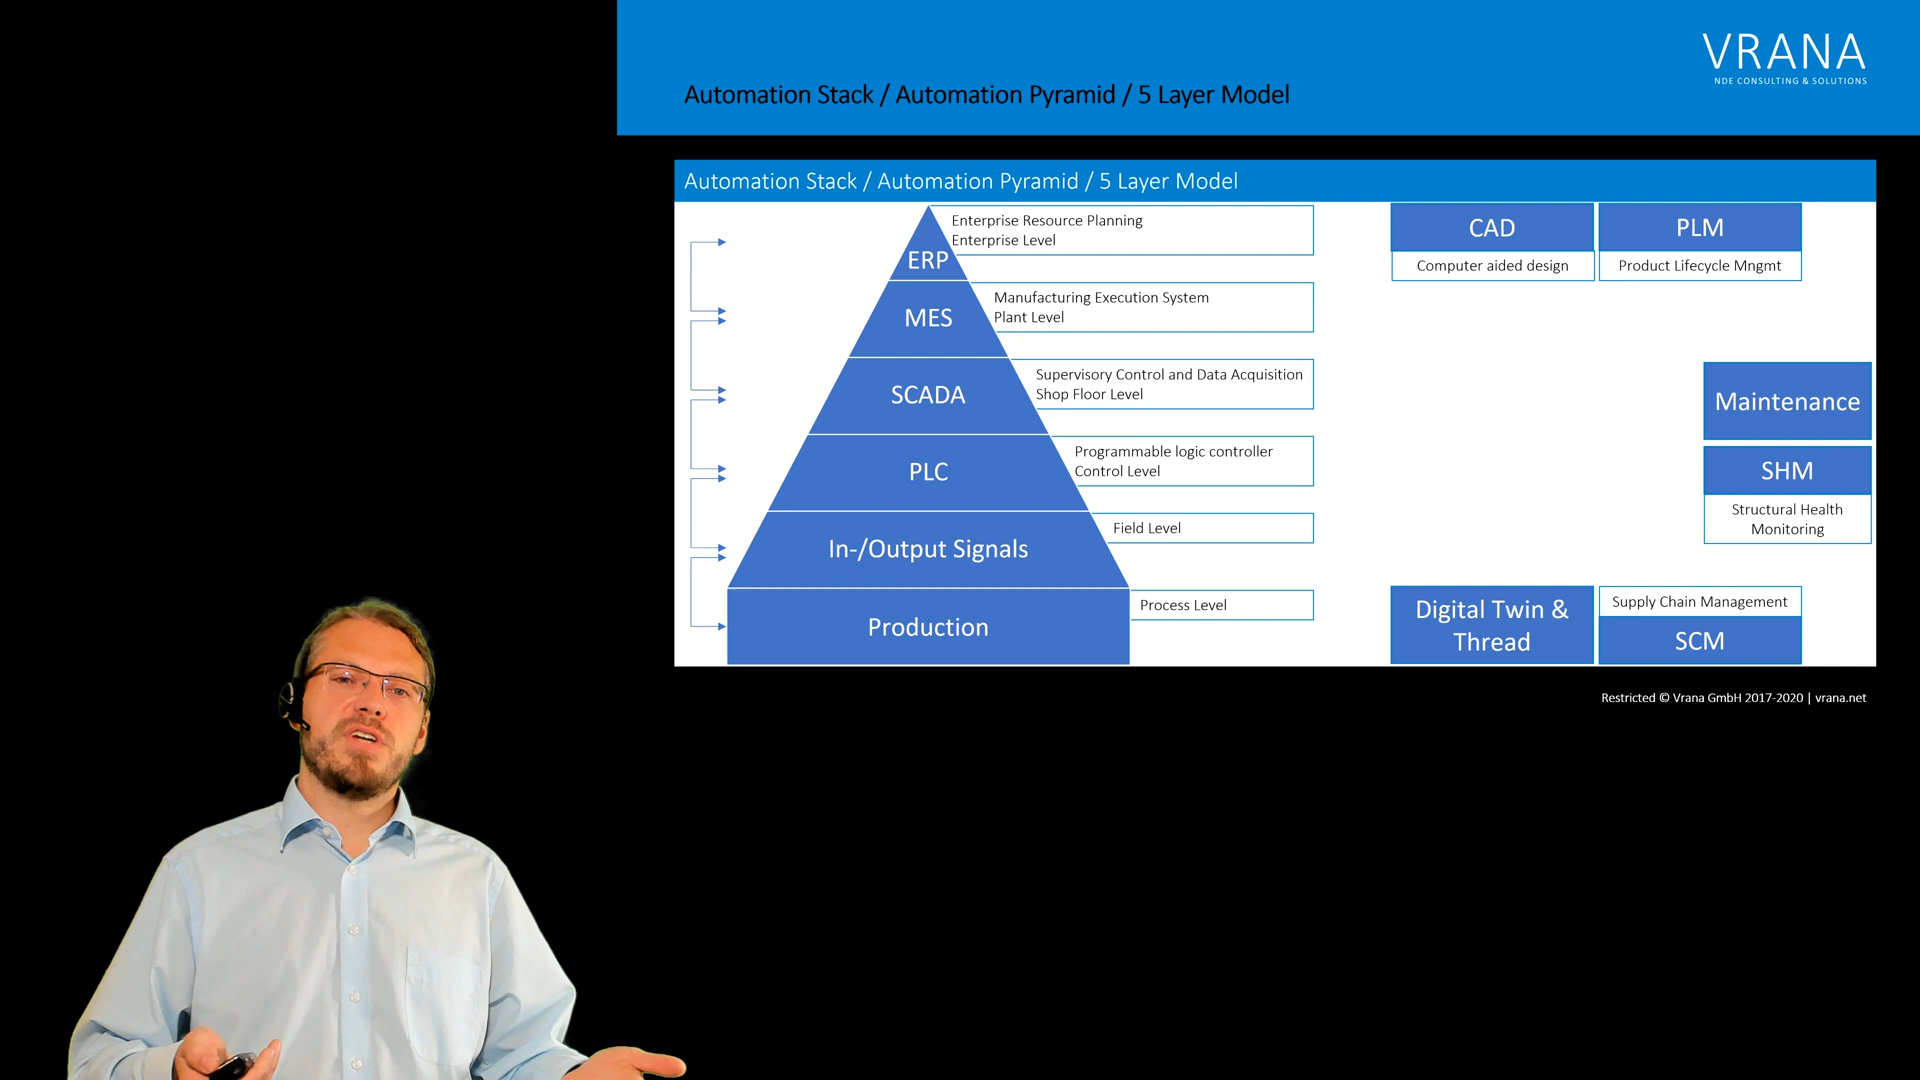 VRANA
NDE CONSULTING & SOLUTIONS
Automation Stack / Automation Pyramid / 5 Layer Model
Automation Stack / Automation Pyramid / 5 Layer Model
ERP
Enterprise Resource Planning
Enterprise Level
MES
Manufacturing Execution System
Plant Level
SCADA
Supervisory Control and Data Acquisition
Shop Floor Level
PLC
Programmable logic controller
Control Level
In-/Output Signals
Field Level
Production
Process Level
CAD
Computer aided design
PLM
Product Lifecycle Mngmt
Maintenance
SHM
Structural Health
Monitoring
Digital Twin &
Thread
Supply Chain Management
SCM
Restricted © Vrana GmbH 2017-2020 | vrana.net